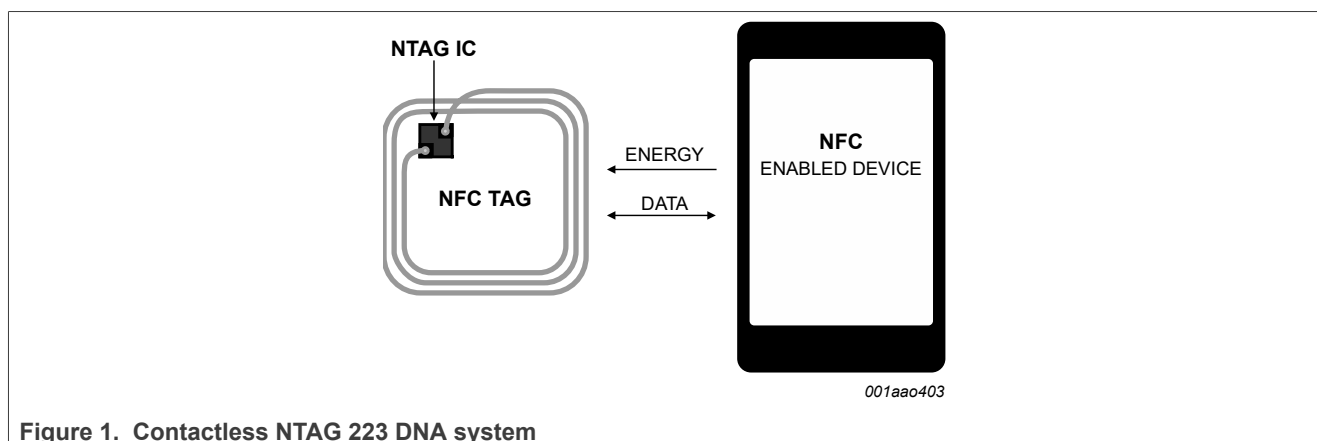 NTAG IC
NFC TAG
ENERGY
DATA
NFC
ENABLED DEVICE
001aao403
Figure 1. Contactless NTAG 223 DNA system